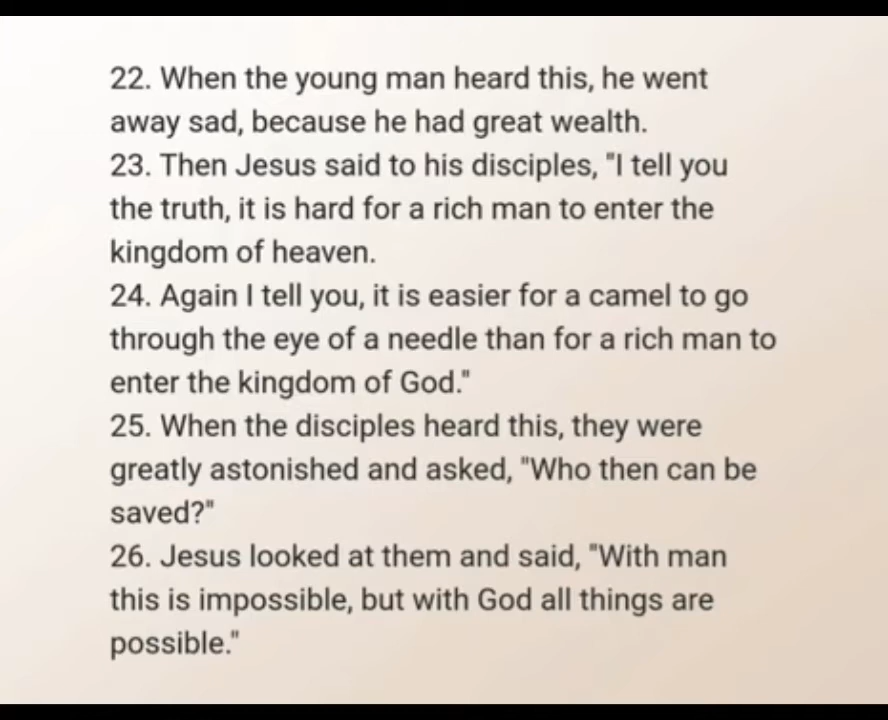 22. When the young man heard this, he went
away sad, because he had great wealth.
23. Then Jesus said to his disciples, "I tell you
the truth, it is hard for a rich man to enter the
kingdom of heaven.
24. Again I tell you, it is easier for a camel to go
through the eye of a needle than for a rich man to
enter the kingdom of God."
25. When the disciples heard this, they were
greatly astonished and asked, "Who then can be
saved?"
26. Jesus looked at them and said, "With man
this is impossible, but with God all things are
possible."